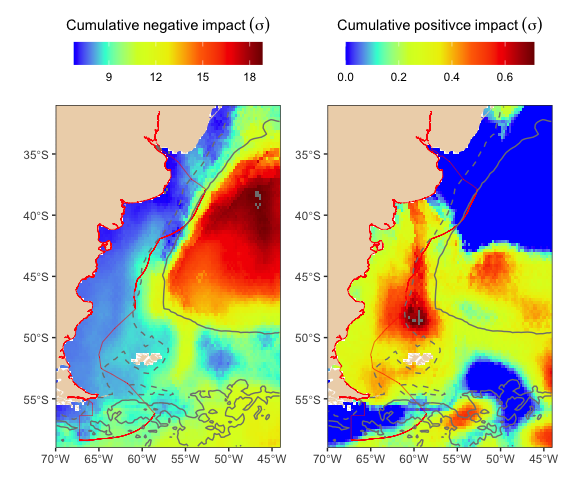 Cumulative negative impact (σ)
Cumulative positivce impact (σ)
9 12 15 18
0.0 0.2 0.4 0.6
35°S 35°S
40°S 40°S
45°S 45°S
50°S 50°S
55°S 55°S
70°W 65°W 60°W 55°W 50°W 45°W 70°W 65°W 60°W 55°W 50°W 45°W